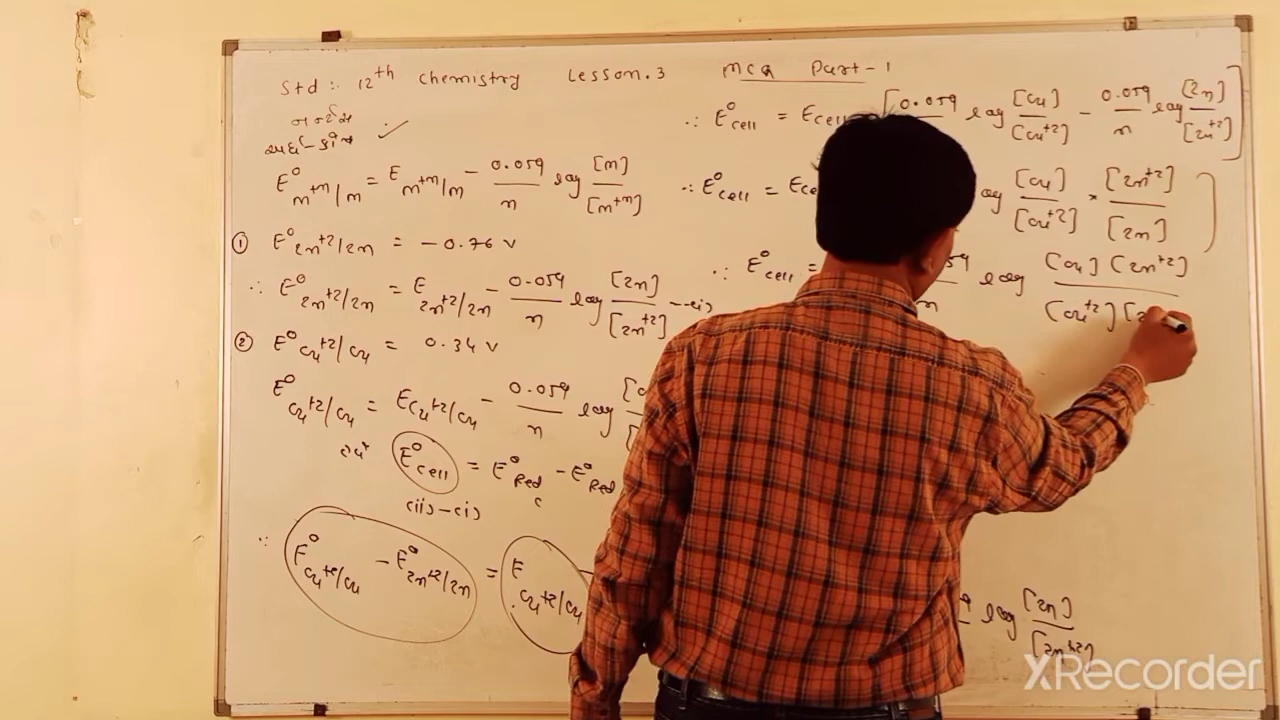 Std :. 12th Chemistry Lesson.3 MCQ Part-1
E°M+n/M = EM+n/M - 0.059/n log [M]/[M+n]
① E°Zn+2/Zn = -0.76 V
∴ E°Zn+2/Zn = EZn+2/Zn - 0.059/n log [Zn]/[Zn+2] --(i)
② E°Cu+2/Cu = 0.34 V
E°Cu+2/Cu = ECu+2/Cu - 0.059/n log
E°cell = E°Red c - E°Red
(ii)-(i)
∵ E°Cu+2/Cu - E°Zn+2/Zn = ECu+2/Cu
log [Zn]/[Zn+2]
∴ E°cell = Ecell [0.059 log [Cu]/[Cu+2] - 0.059/n log [Zn]/[Zn+2]]
∴ E°cell = log [Cu]/[Cu+2] × [Zn+2]/[Zn]
∴ E°cell = n log [Cu][Zn+2]/[Cu+2]
XRecorder